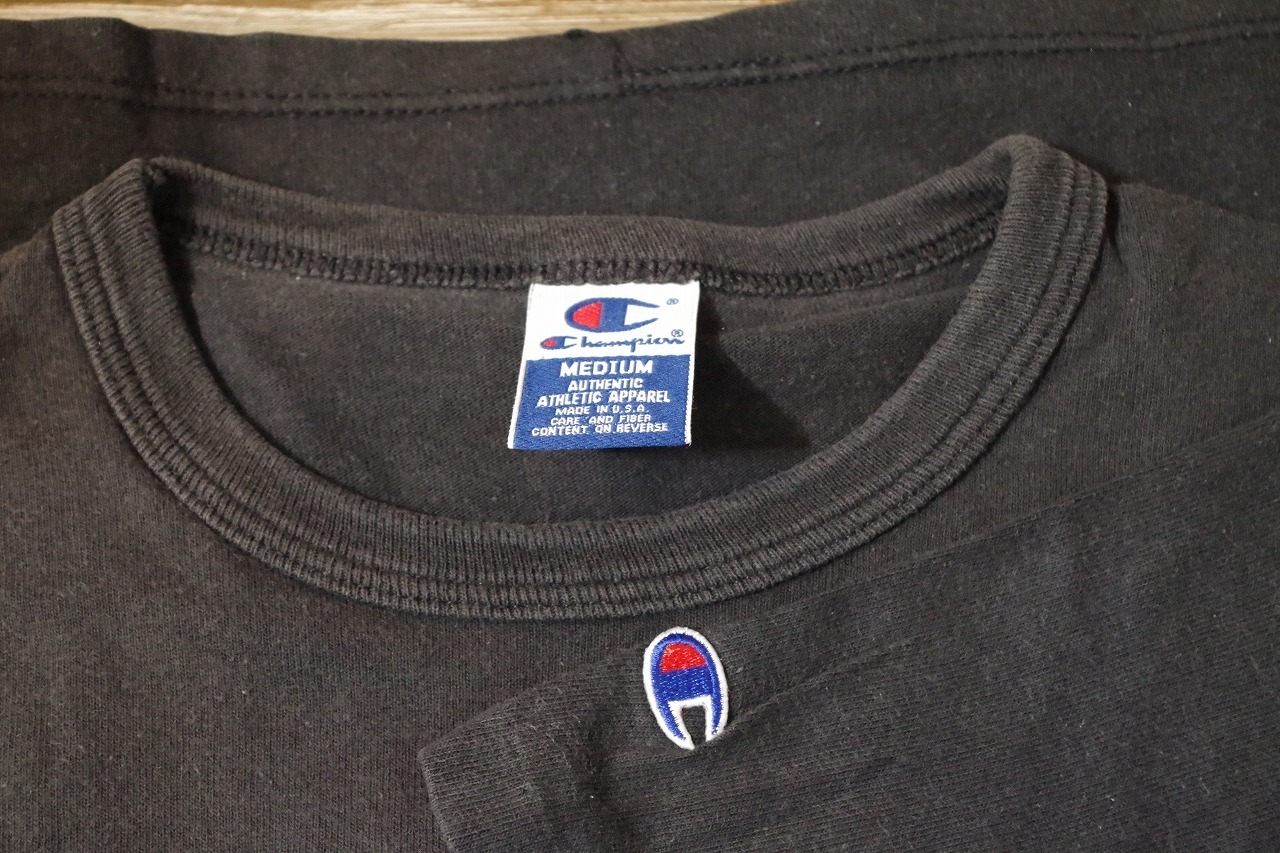 Champion®
MEDIUM
AUTHENTIC
ATHLETIC APPAREL
MADE IN U.S.A.
CARE AND FIBER
CONTENT ON REVERSE